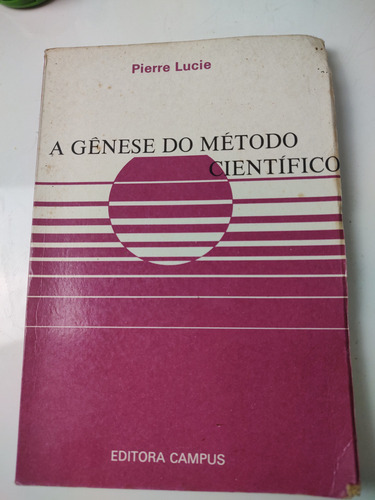 Pierre Lucie
A GÊNESE DO MÉTODO
CIENTÍFICO
EDITORA CAMPUS